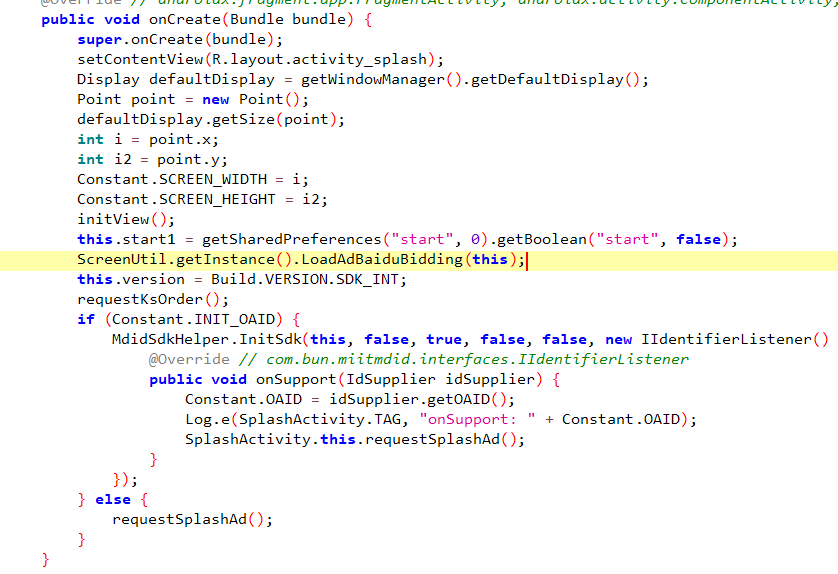 @Override // androidx.fragment.app.FragmentActivity, androidx.activity.ComponentActivity,
public void onCreate(Bundle bundle) {
super.onCreate(bundle);
setContentView(R.layout.activity_splash);
Display defaultDisplay = getWindowManager().getDefaultDisplay();
Point point = new Point();
defaultDisplay.getSize(point);
int i = point.x;
int i2 = point.y;
Constant.SCREEN_WIDTH = i;
Constant.SCREEN_HEIGHT = i2;
initView();
this.start1 = getSharedPreferences("start", 0).getBoolean("start", false);
ScreenUtil.getInstance().LoadAdBaiduBidding(this);
this.version = Build.VERSION.SDK_INT;
requestKsOrder();
if (Constant.INIT_OAID) {
MdidSdkHelper.InitSdk(this, false, true, false, false, new IIdentifierListener()
@Override // com.bun.miitmdid.interfaces.IIdentifierListener
public void onSupport(IdSupplier idSupplier) {
Constant.OAID = idSupplier.getOAID();
Log.e(SplashActivity.TAG, "onSupport: " + Constant.OAID);
SplashActivity.this.requestSplashAd();
}
});
} else {
requestSplashAd();
}
}